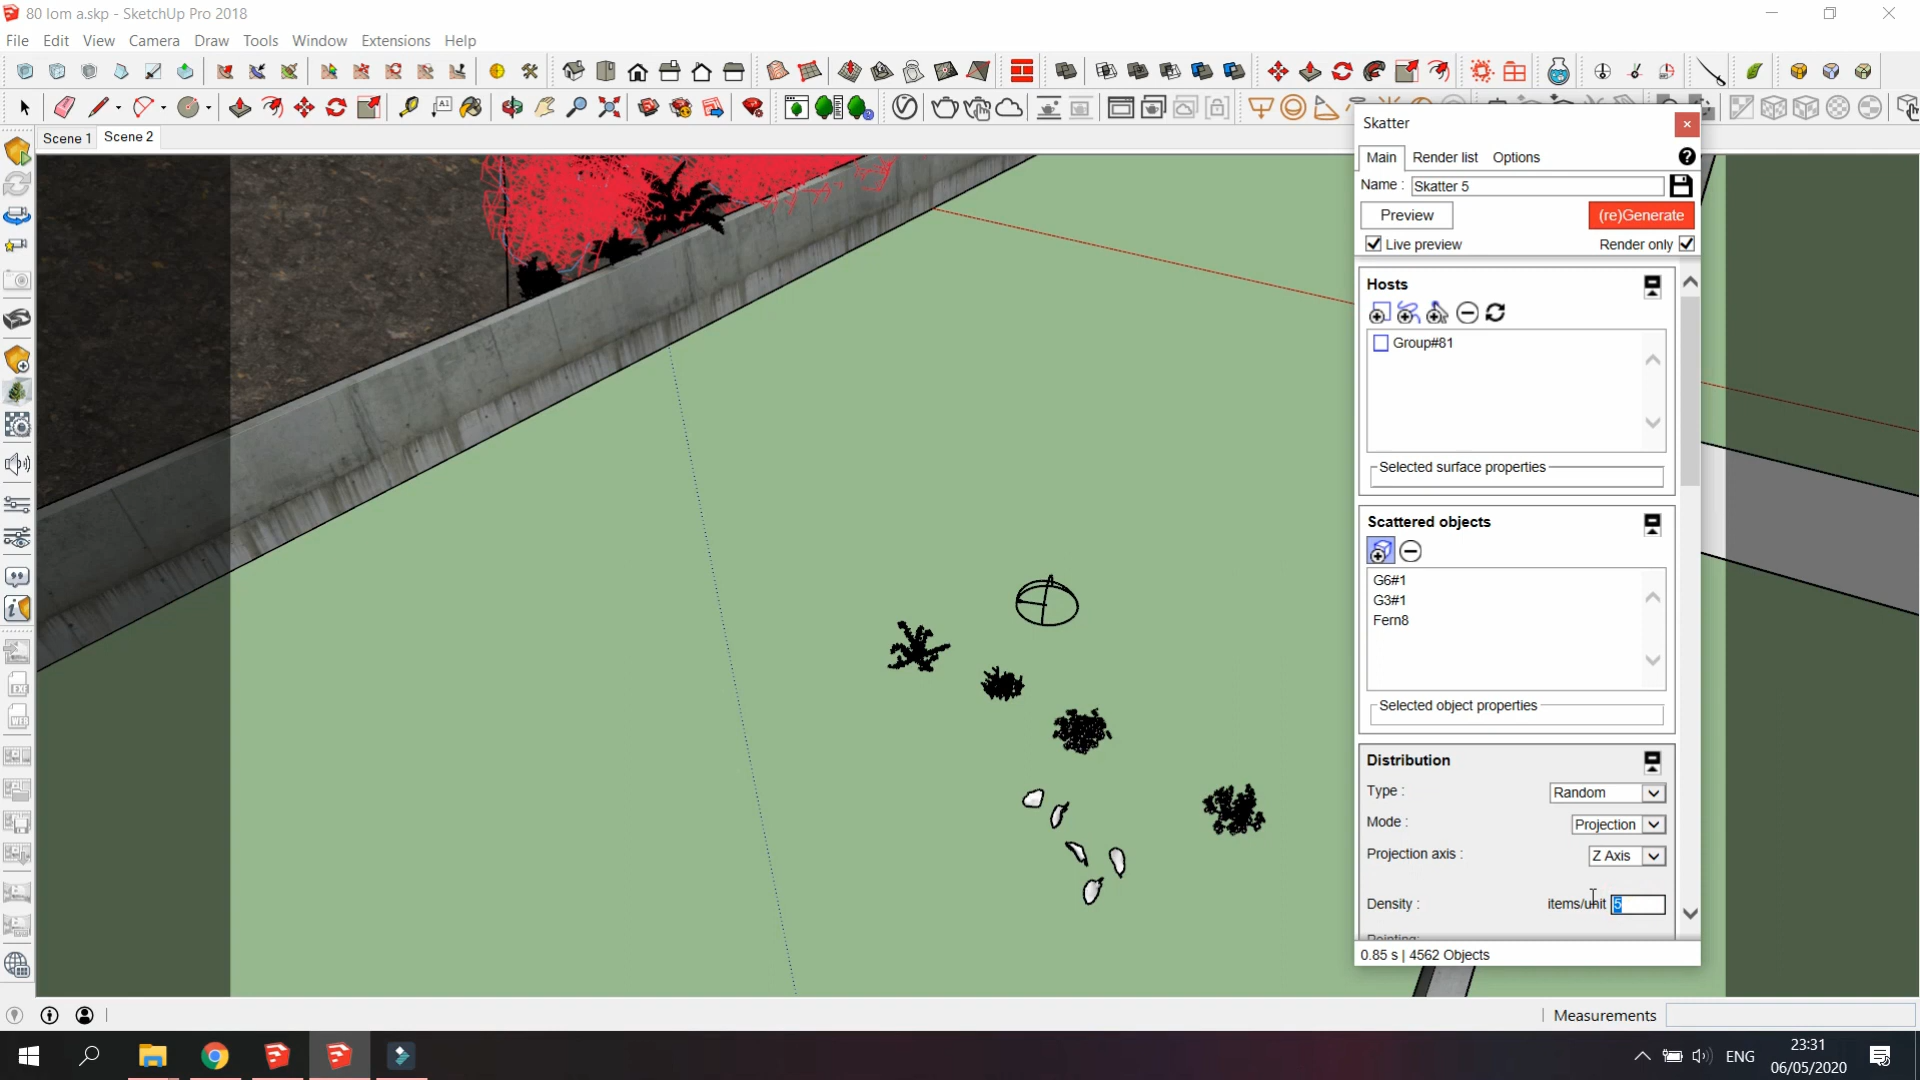 80 lom a.skp - SketchUp Pro 2018
File Edit View Camera Draw Tools Window Extensions Help
Scene 1 Scene 2
Skatter
Main Render list Options
Name : Skatter 5
Preview (re)Generate
Live preview Render only
Hosts
Group#81
Selected surface properties
Scattered objects
G6#1
G3#1
Fern8
Selected object properties
Distribution
Type : Random
Mode : Projection
Projection axis : Z Axis
Density : items/unit 5
0.85 s | 4562 Objects
Measurements
ENG
23:31
06/05/2020